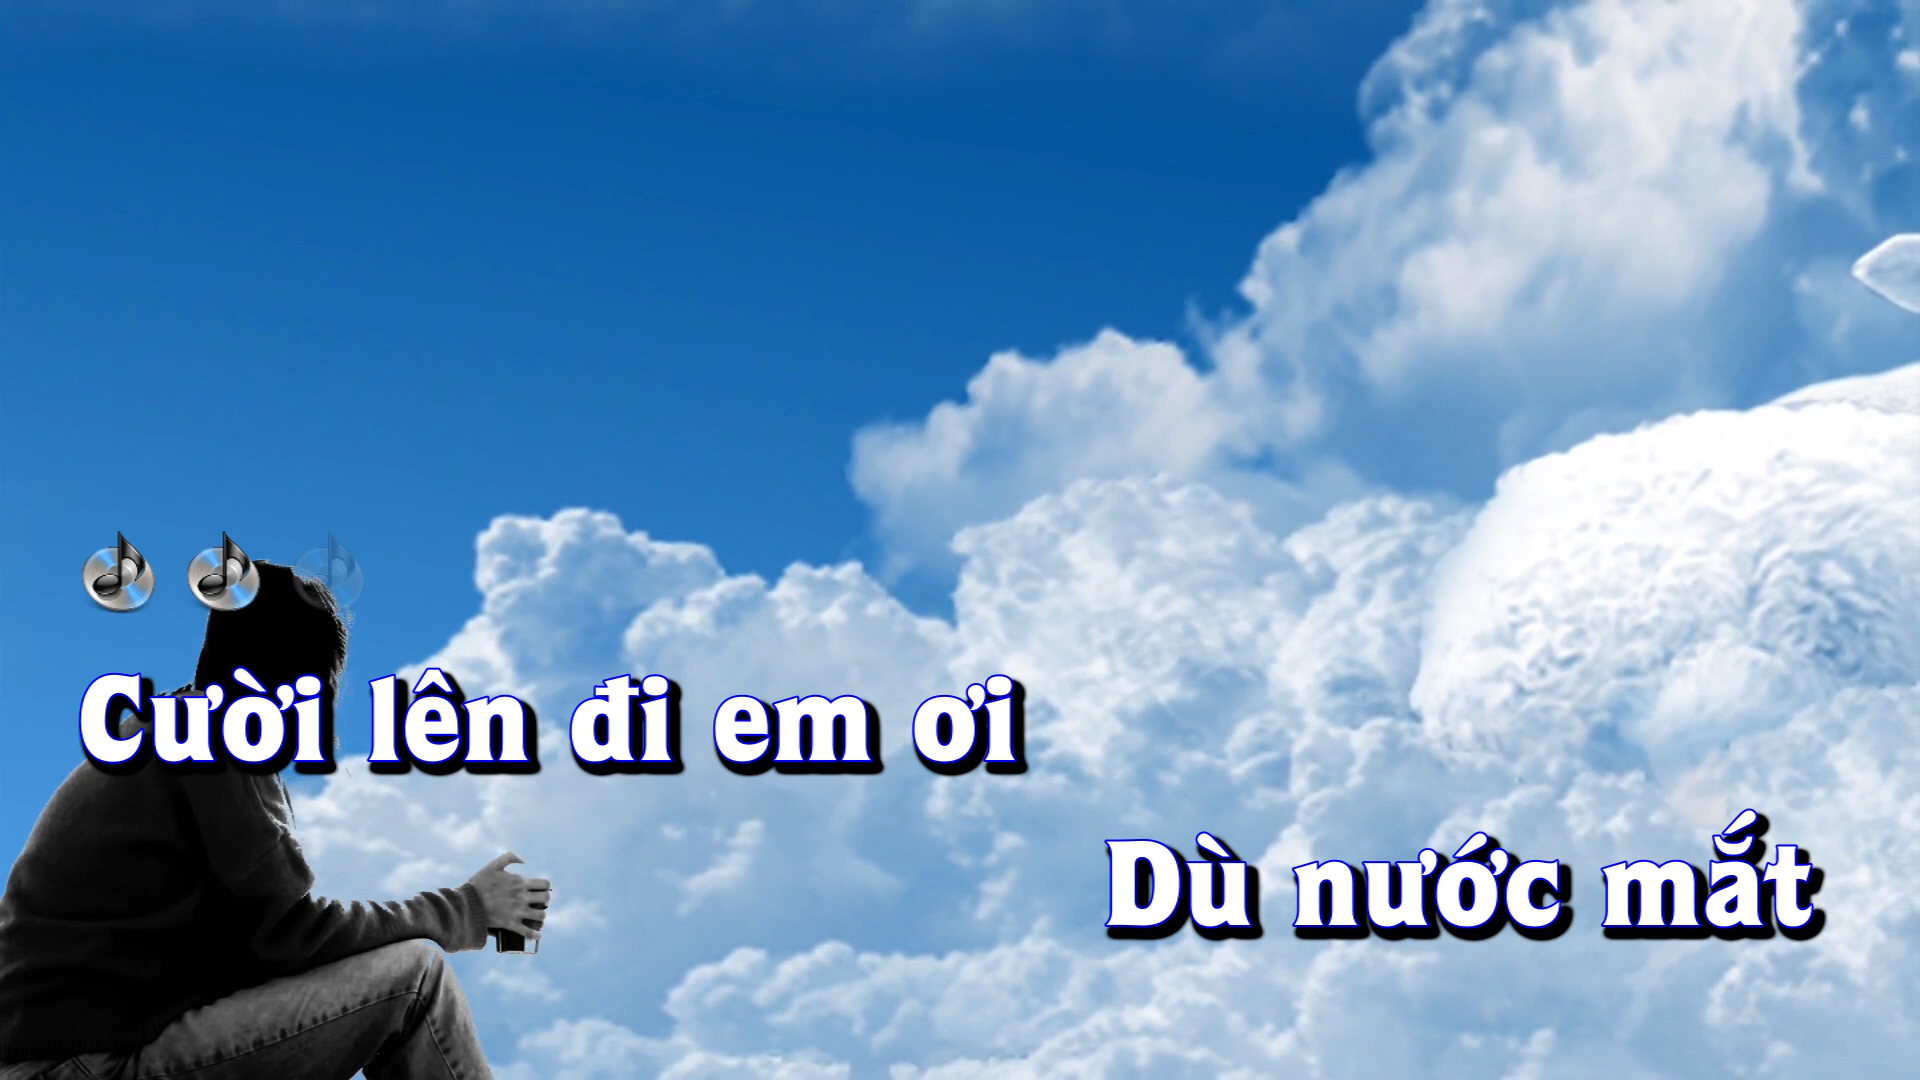 Cười lên đi em ơi
Dù nước mắt